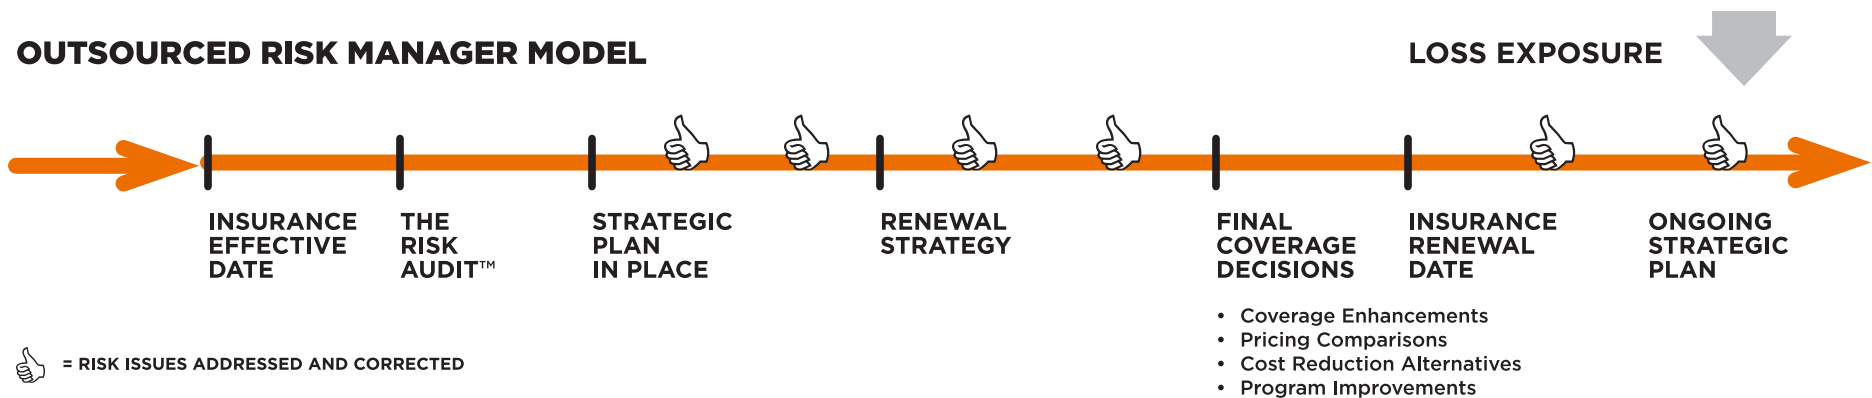 OUTSOURCED RISK MANAGER MODEL
LOSS EXPOSURE
INSURANCE
EFFECTIVE
DATE
THE
RISK
AUDIT™
STRATEGIC
PLAN
IN PLACE
RENEWAL
STRATEGY
FINAL
COVERAGE
DECISIONS
• Coverage Enhancements
• Pricing Comparisons
• Cost Reduction Alternatives
• Program Improvements
INSURANCE
RENEWAL
DATE
ONGOING
STRATEGIC
PLAN
= RISK ISSUES ADDRESSED AND CORRECTED